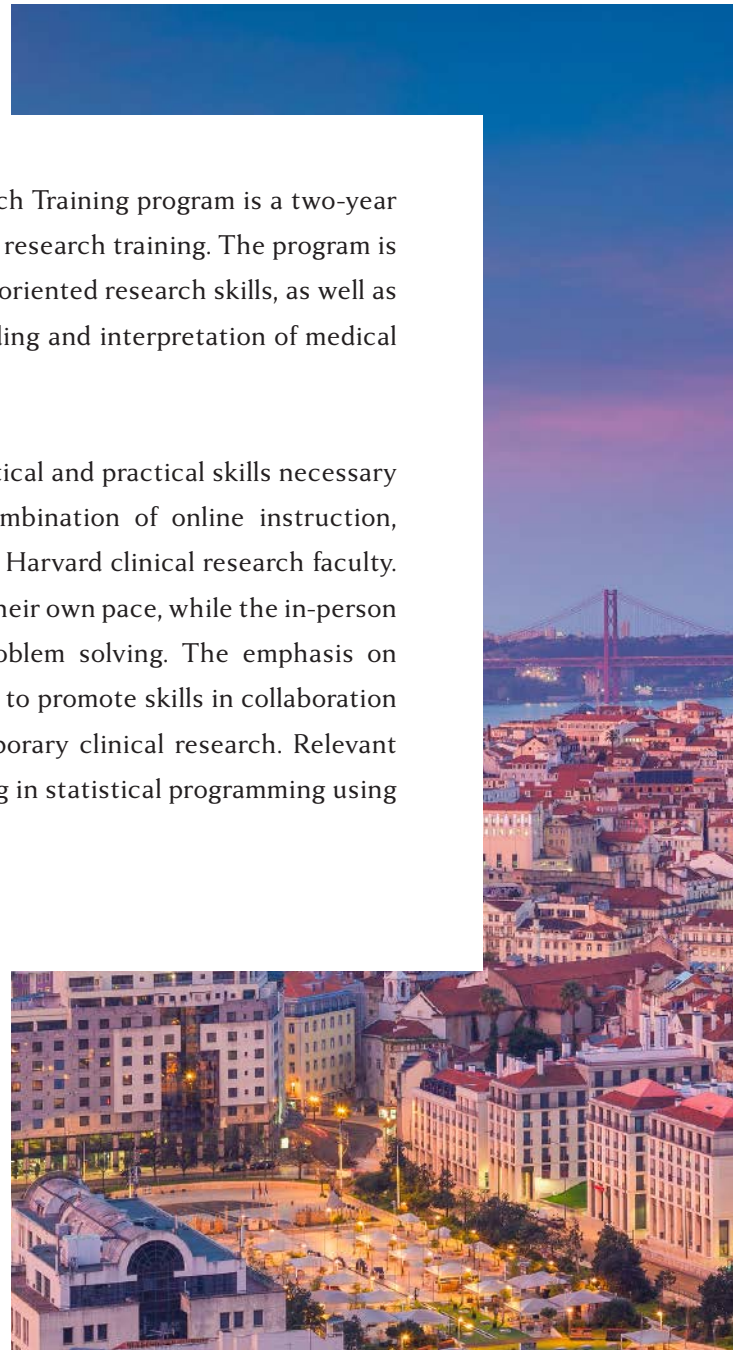 ch Training program is a two-year
research training. The program is
oriented research skills, as well as
ling and interpretation of medical
tical and practical skills necessary
mbination of online instruction,
Harvard clinical research faculty.
heir own pace, while the in-person
oblem solving. The emphasis on
to promote skills in collaboration
porary clinical research. Relevant
g in statistical programming using